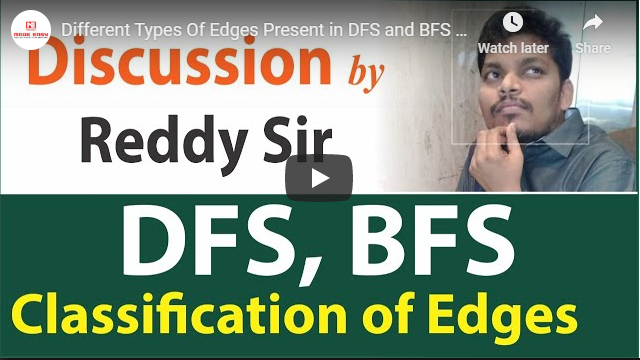 MADE EASY
Different Types Of Edges Present in DFS and BFS ...
Watch later
Share
Discussion by
Reddy Sir
DFS, BFS
Classification of Edges